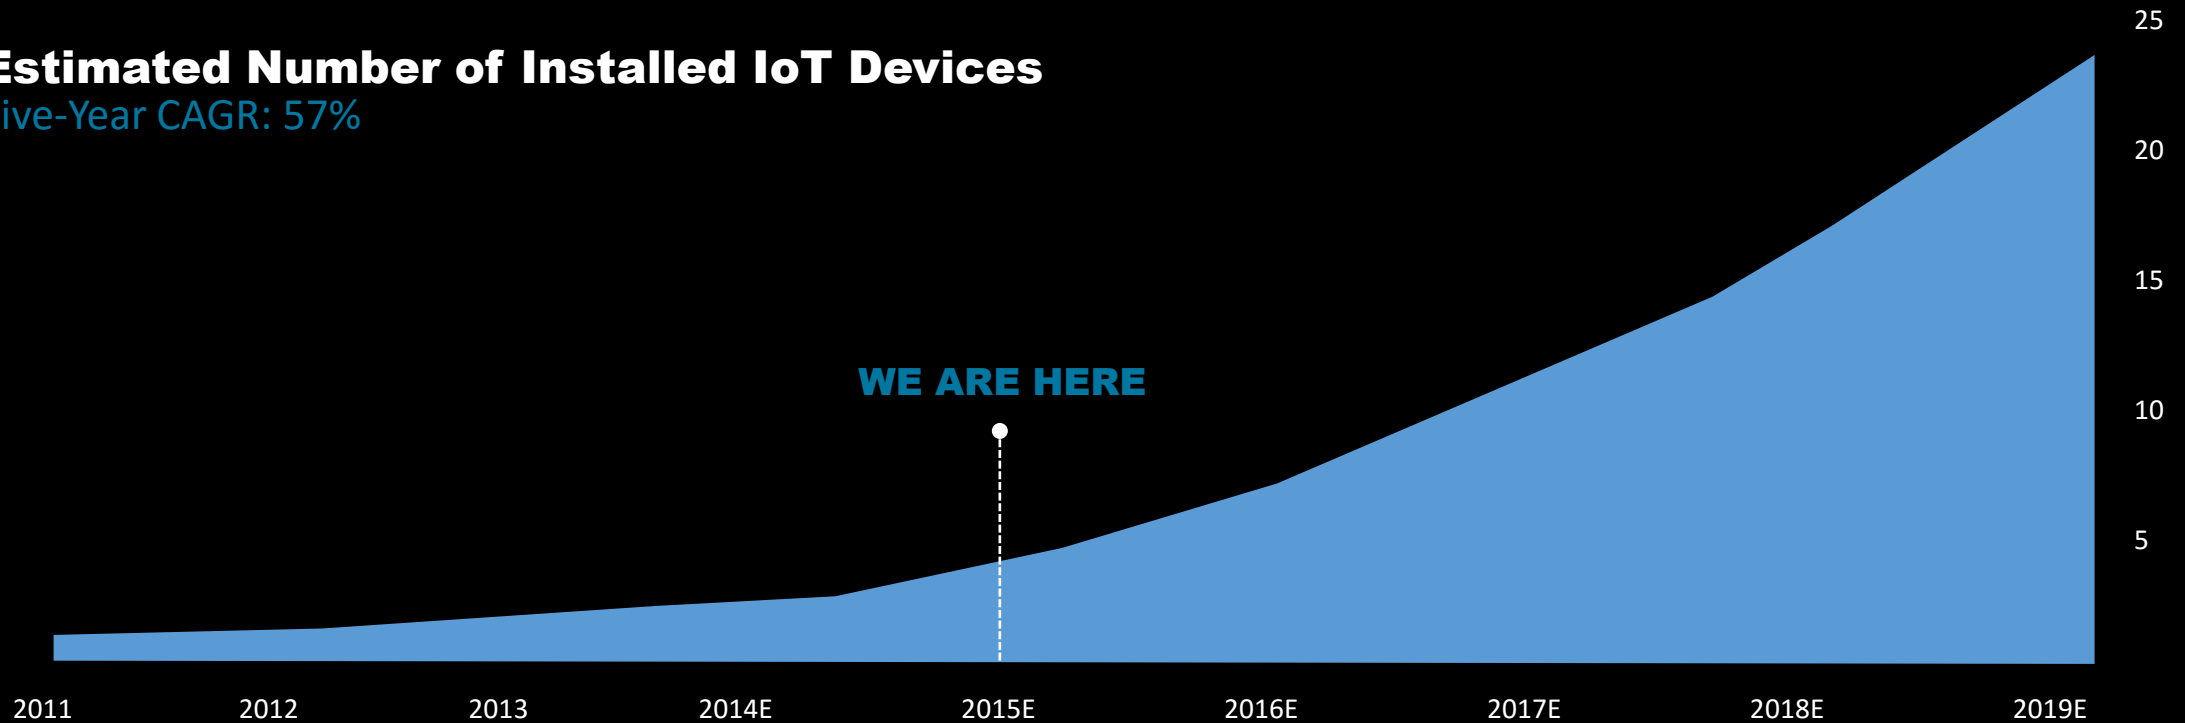 Estimated Number of Installed IoT Devices
ive-Year CAGR: 57%
25
20
15
10
5
WE ARE HERE
2011 2012 2013 2014E 2015E 2016E 2017E 2018E 2019E